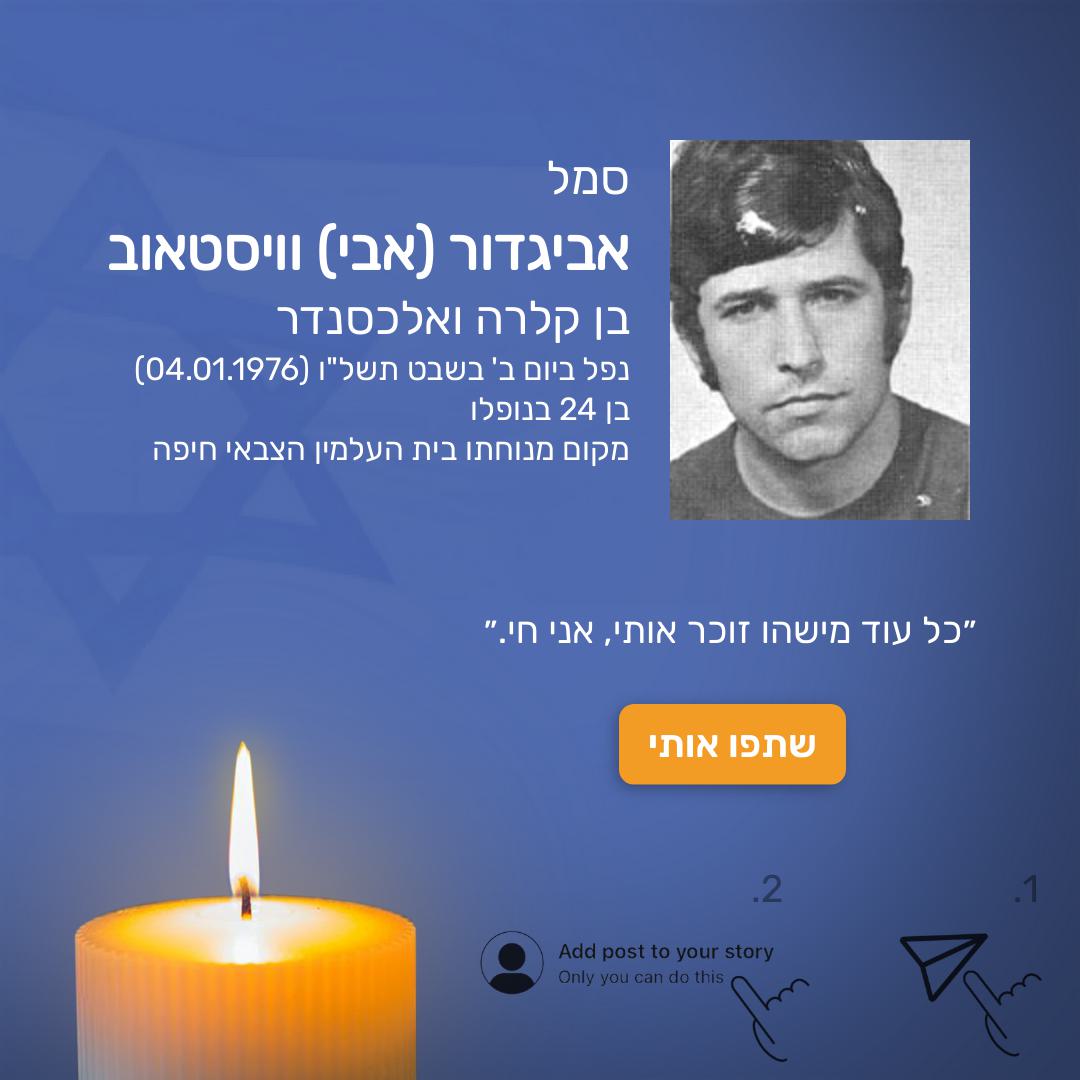 סמל
אביגדור (אבי) וויסטאוב
בן קלרה ואלכסנדר
נפל ביום ב' בשבט תשל"ו (04.01.1976)
בן 24 בנופלו
מקום מנוחתו בית העלמין הצבאי חיפה
״כל עוד מישהו זוכר אותי, אני חי.״
שתפו אותי
.1
.2
Add post to your story
Only you can do this